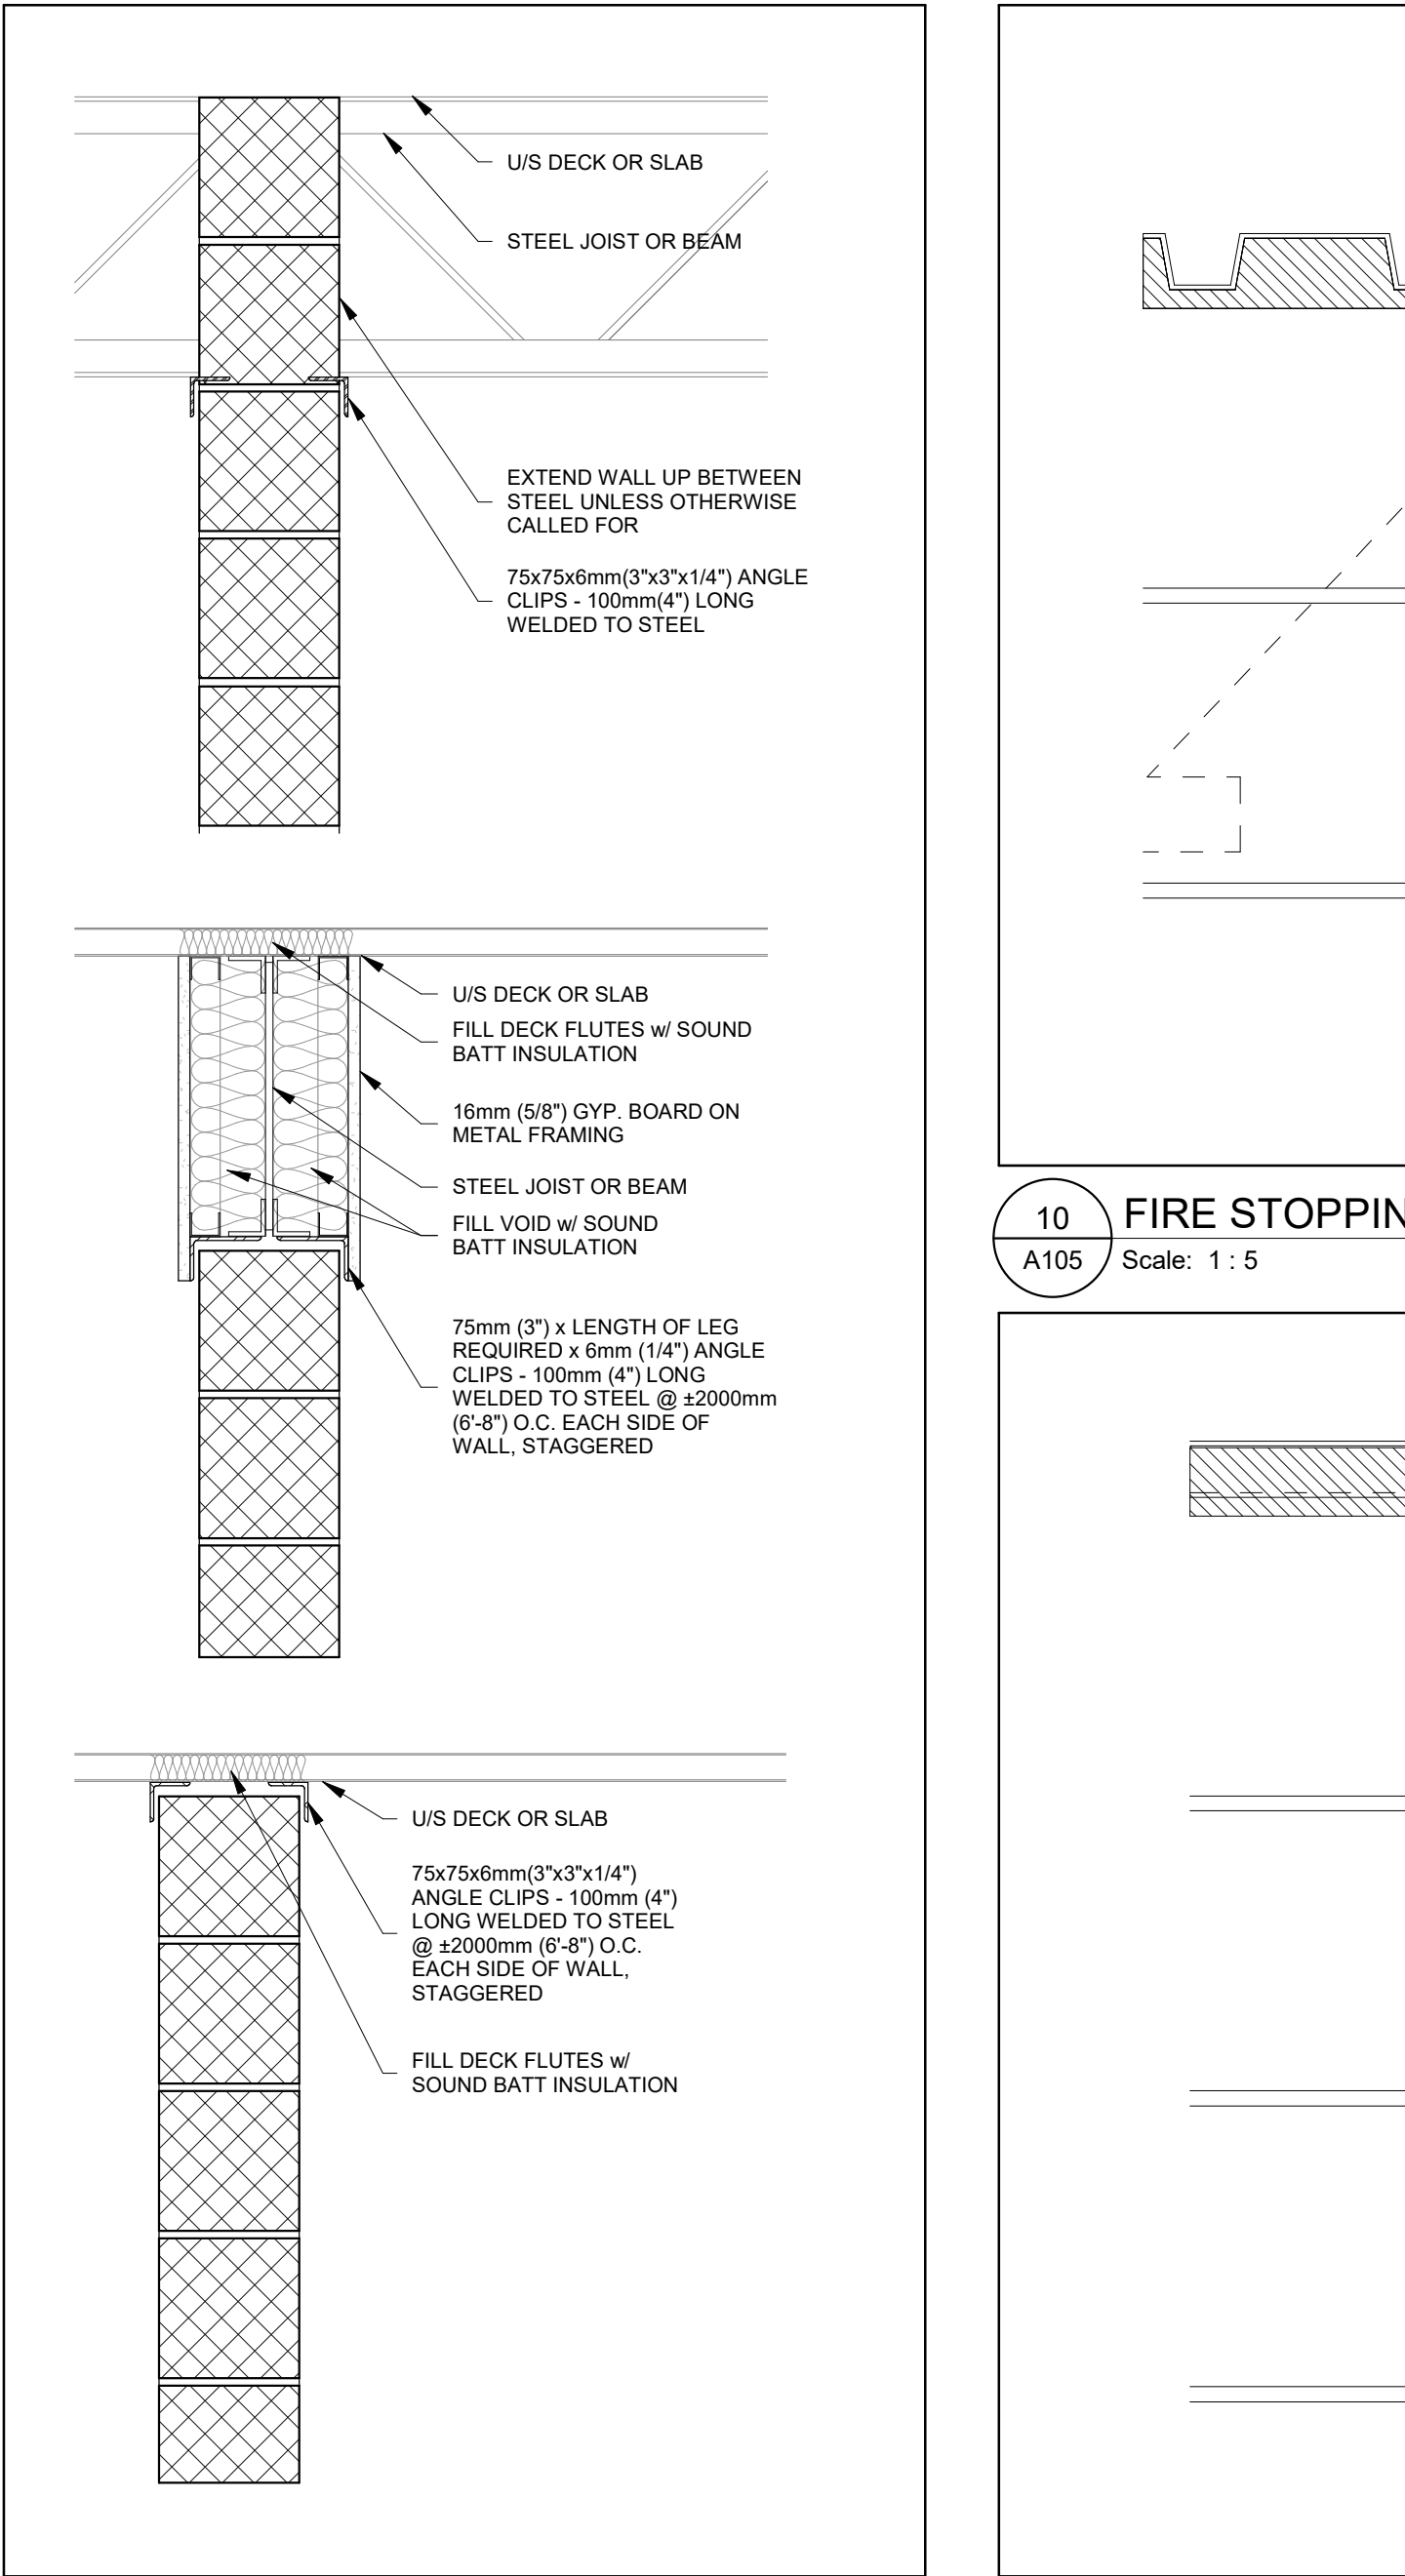 U/S DECK OR SLAB
STEEL JOIST OR BEAM
EXTEND WALL UP BETWEEN
STEEL UNLESS OTHERWISE
CALLED FOR
75x75x6mm(3"x3"x1/4") ANGLE
CLIPS - 100mm(4") LONG
WELDED TO STEEL
U/S DECK OR SLAB
FILL DECK FLUTES w/ SOUND
BATT INSULATION
16mm (5/8") GYP. BOARD ON
METAL FRAMING
STEEL JOIST OR BEAM
FILL VOID w/ SOUND
BATT INSULATION
75mm (3") x LENGTH OF LEG
REQUIRED x 6mm (1/4") ANGLE
CLIPS - 100mm (4") LONG
WELDED TO STEEL @ ±2000mm
(6'-8") O.C. EACH SIDE OF
WALL, STAGGERED
U/S DECK OR SLAB
75x75x6mm(3"x3"x1/4")
ANGLE CLIPS - 100mm (4")
LONG WELDED TO STEEL
@ ±2000mm (6'-8") O.C.
EACH SIDE OF WALL,
STAGGERED
FILL DECK FLUTES w/
SOUND BATT INSULATION
10
A105
FIRE STOPPIN
Scale: 1 : 5